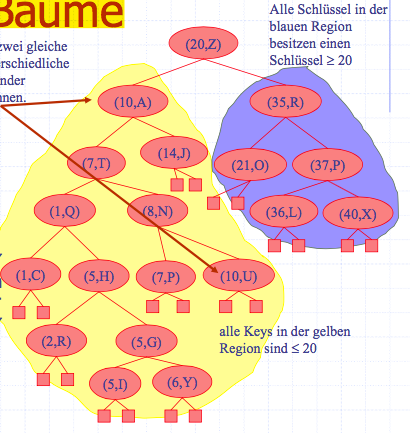 Bäume
zwei gleiche
erschiedliche
nder
nnen.
Alle Schlüssel in der
blauen Region
besitzen einen
Schlüssel ≥ 20
(20,Z)
(10,A)
(35,R)
(7,T)
(14,J)
(21,O)
(37,P)
(1,Q)
(8,N)
(36,L)
(40,X)
(1,C)
(5,H)
(7,P)
(10,U)
alle Keys in der gelben
Region sind ≤ 20
(2,R)
(5,G)
(5,I)
(6,Y)